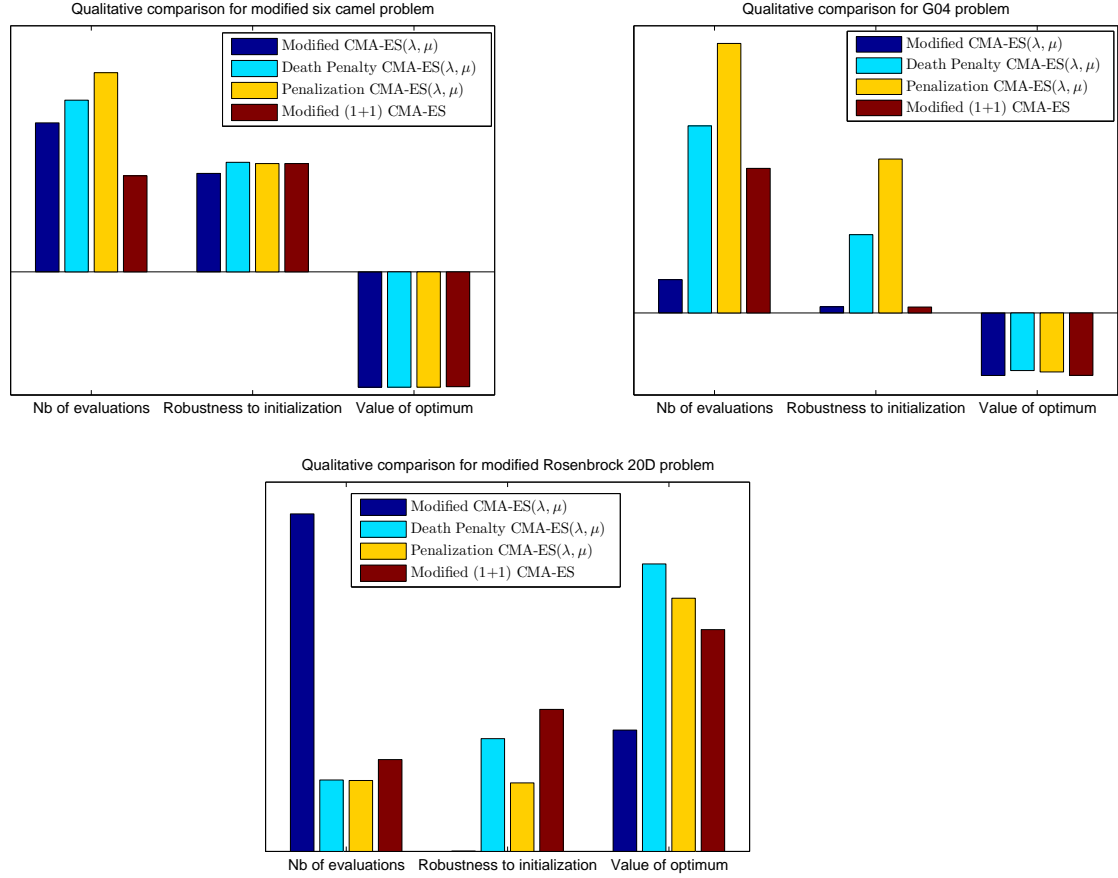 Qualitative comparison for modified six camel problem
Modified CMA-ES(λ, μ)
Death Penalty CMA-ES(λ, μ)
Penalization CMA-ES(λ, μ)
Modified (1+1) CMA-ES
Nb of evaluations Robustness to initialization Value of optimum
Qualitative comparison for G04 problem
Modified CMA-ES(λ, μ)
Death Penalty CMA-ES(λ, μ)
Penalization CMA-ES(λ, μ)
Modified (1+1) CMA-ES
Nb of evaluations Robustness to initialization Value of optimum
Qualitative comparison for modified Rosenbrock 20D problem
Modified CMA-ES(λ, μ)
Death Penalty CMA-ES(λ, μ)
Penalization CMA-ES(λ, μ)
Modified (1+1) CMA-ES
Nb of evaluations Robustness to initialization Value of optimum